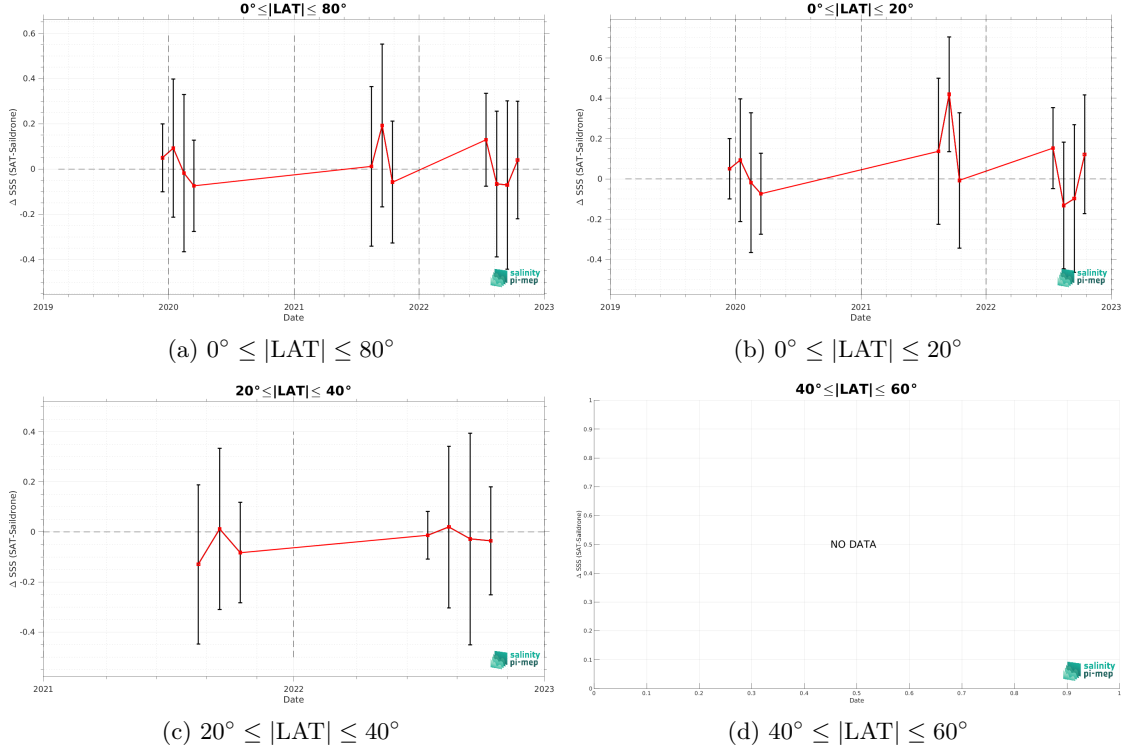 0°≤|LAT|≤ 80°
Δ SSS (SAT-Saildrone)
0.6
0.4
0.2
0
-0.2
-0.4
2019
2020
2021
2022
2023
Date
salinity
pi-mep
(a) 0° ≤ |LAT| ≤ 80°
0°≤|LAT|≤ 20°
Δ SSS (SAT-Saildrone)
0.6
0.4
0.2
0
-0.2
-0.4
2019
2020
2021
2022
2023
Date
salinity
pi-mep
(b) 0° ≤ |LAT| ≤ 20°
20°≤|LAT|≤ 40°
Δ SSS (SAT-Saildrone)
0.4
0.2
0
-0.2
-0.4
2021
2022
2023
Date
salinity
pi-mep
(c) 20° ≤ |LAT| ≤ 40°
40°≤|LAT|≤ 60°
Δ SSS (SAT-Saildrone)
1
0.9
0.8
0.7
0.6
0.5
0.4
0.3
0.2
0.1
0
NO DATA
0
0.1
0.2
0.3
0.4
0.5
0.6
0.7
0.8
0.9
1
Date
salinity
pi-mep
(d) 40° ≤ |LAT| ≤ 60°